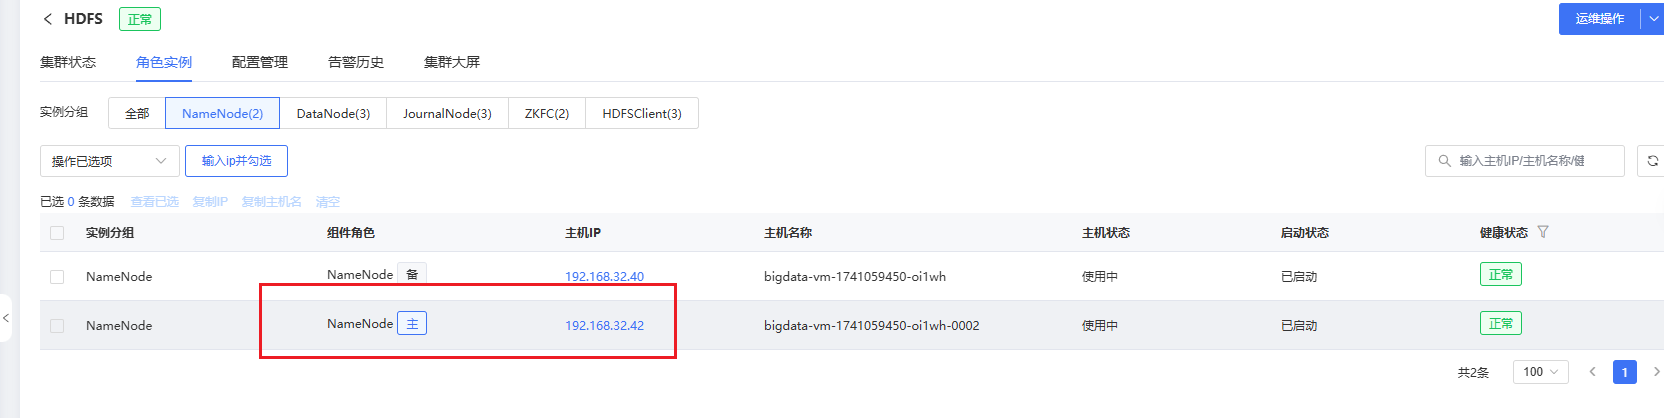 HDFS 正常 运维操作
集群状态 角色实例 配置管理 告警历史 集群大屏
实例分组 全部 NameNode(2) DataNode(3) JournalNode(3) ZKFC(2) HDFSClient(3)
操作已选项 输入ip并勾选 输入主机IP/主机名称/健
已选 0 条数据 查看已选 复制IP 复制主机名 清空
实例分组 组件角色 主机IP 主机名称 主机状态 启动状态 健康状态
NameNode NameNode 备 192.168.32.40 bigdata-vm-1741059450-oi1wh 使用中 已启动 正常
NameNode NameNode 主 192.168.32.42 bigdata-vm-1741059450-oi1wh-0002 使用中 已启动 正常
共2条 100 1